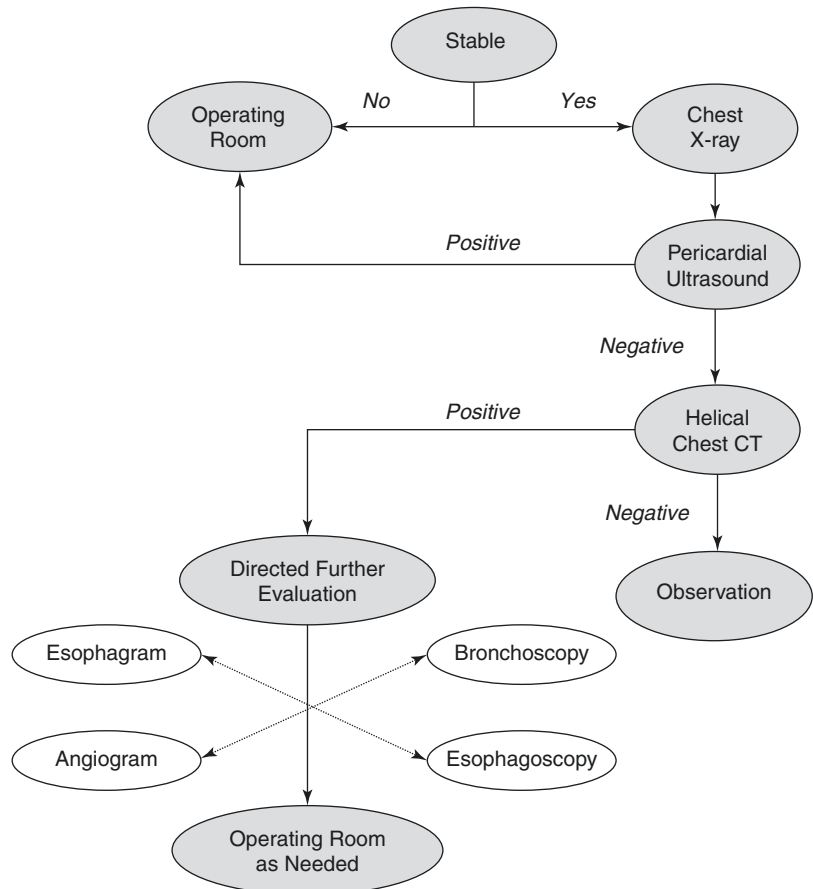 Stable
No
Yes
Operating
Room
Chest
X-ray
Positive
Pericardial
Ultrasound
Negative
Positive
Helical
Chest CT
Negative
Directed Further
Evaluation
Observation
Esophagram
Bronchoscopy
Angiogram
Esophagoscopy
Operating Room
as Needed